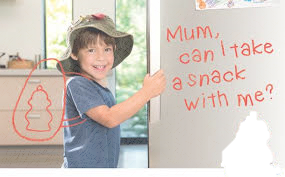 Mum,
can I take
a snack
with me?